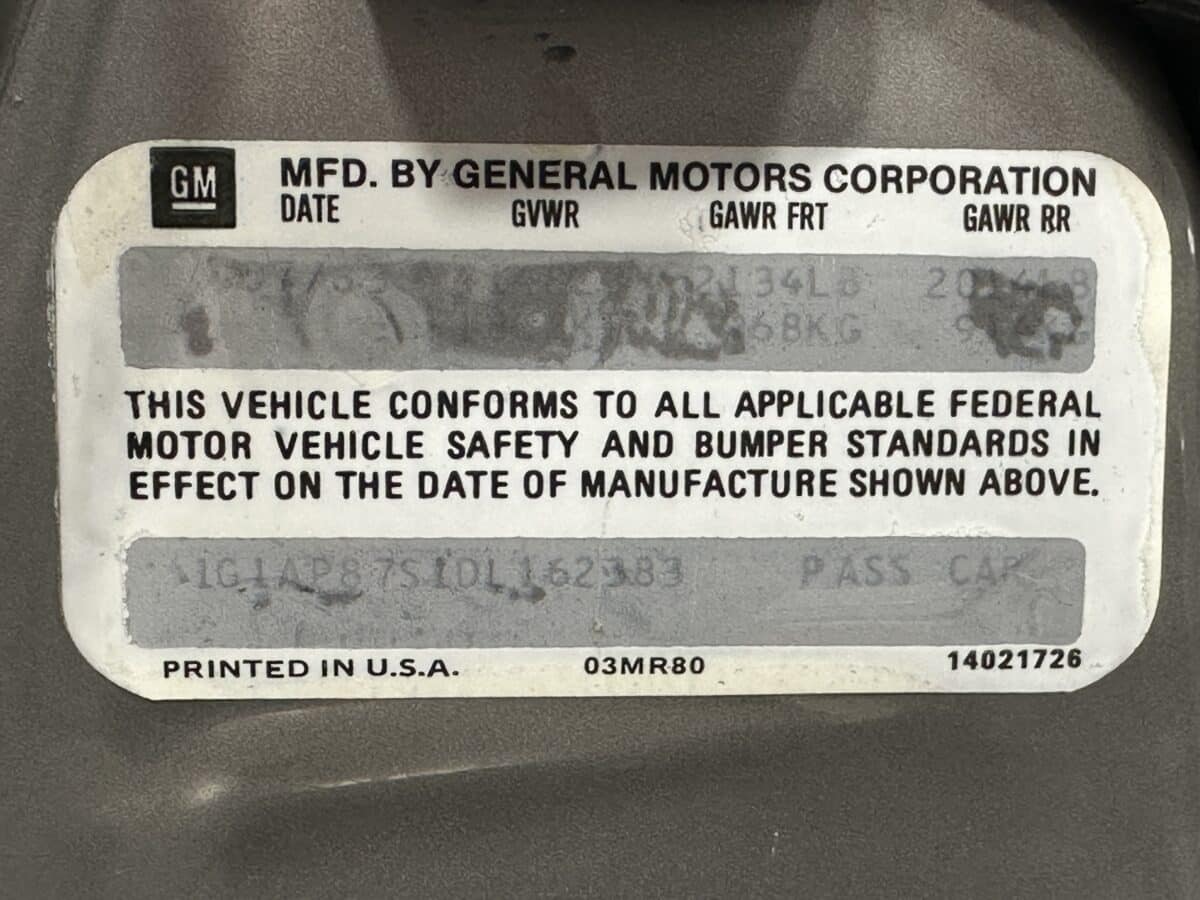 GM MFD. BY GENERAL MOTORS CORPORATION
DATE GVWR GAWR FRT GAWR RR
2134LB
THIS VEHICLE CONFORMS TO ALL APPLICABLE FEDERAL
MOTOR VEHICLE SAFETY AND BUMPER STANDARDS IN
EFFECT ON THE DATE OF MANUFACTURE SHOWN ABOVE.
1G1AP87S1DL162383 PASS CAR
PRINTED IN U.S.A. 03MR80 14021726